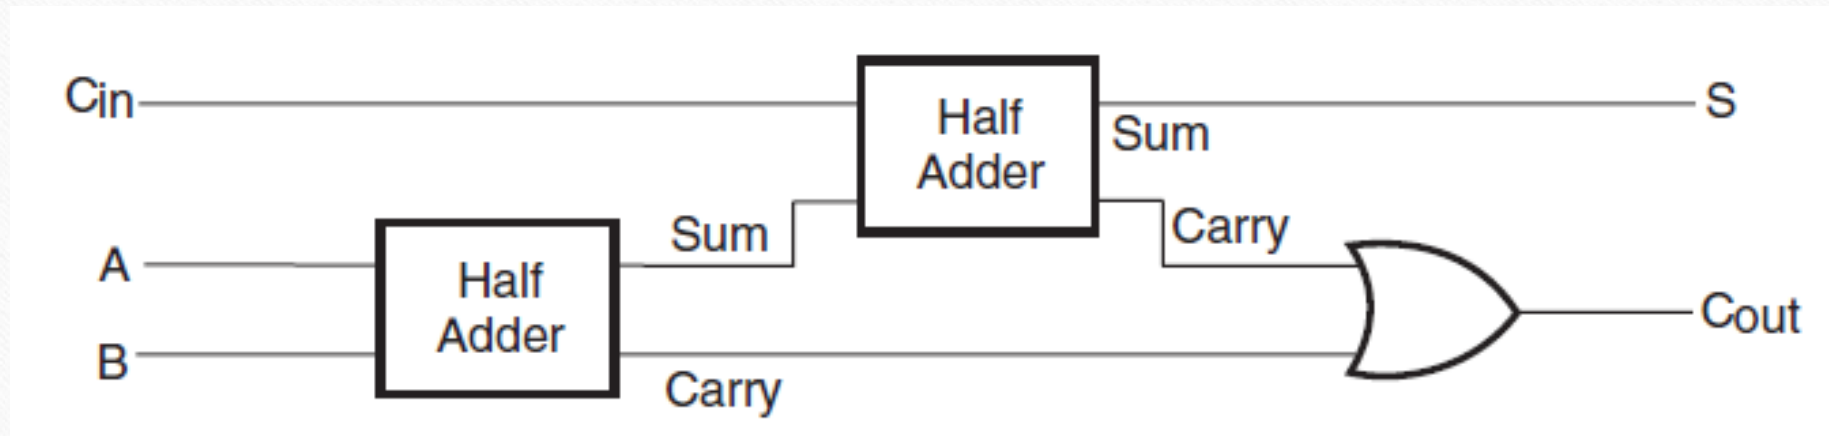 Cin
Half
Adder
Sum
S
A
B
Half
Adder
Sum
Carry
Carry
Cout